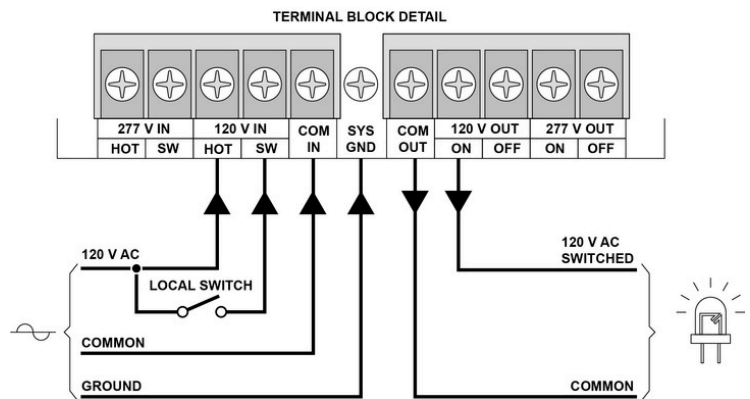 TERMINAL BLOCK DETAIL
277 V IN 120 V IN COM IN SYS GND COM OUT 120 V OUT 277 V OUT
HOT SW HOT SW ON OFF ON OFF
120 V AC
LOCAL SWITCH
COMMON
GROUND
120 V AC
SWITCHED
COMMON